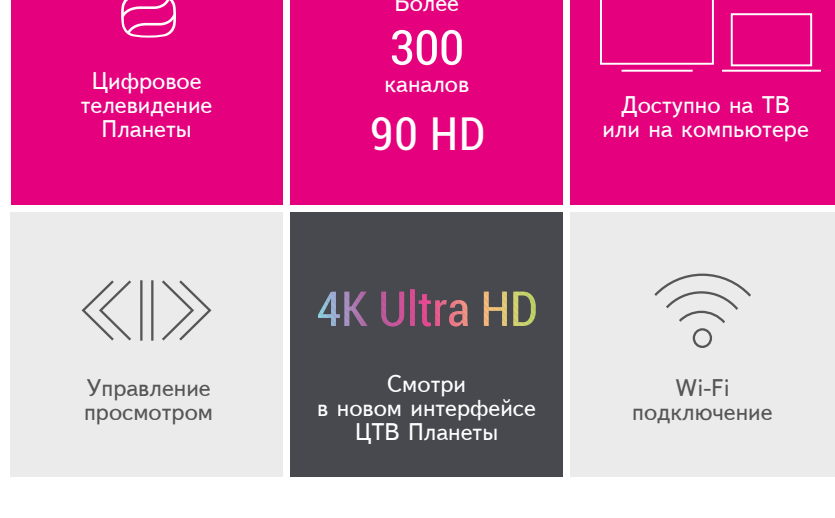 Цифровое
телевидение
Планеты
Более
300
каналов
90 HD
Доступно на ТВ
или на компьютере
Управление
просмотром
4K Ultra HD
Смотри
в новом интерфейсе
ЦТВ Планеты
Wi-Fi
подключение